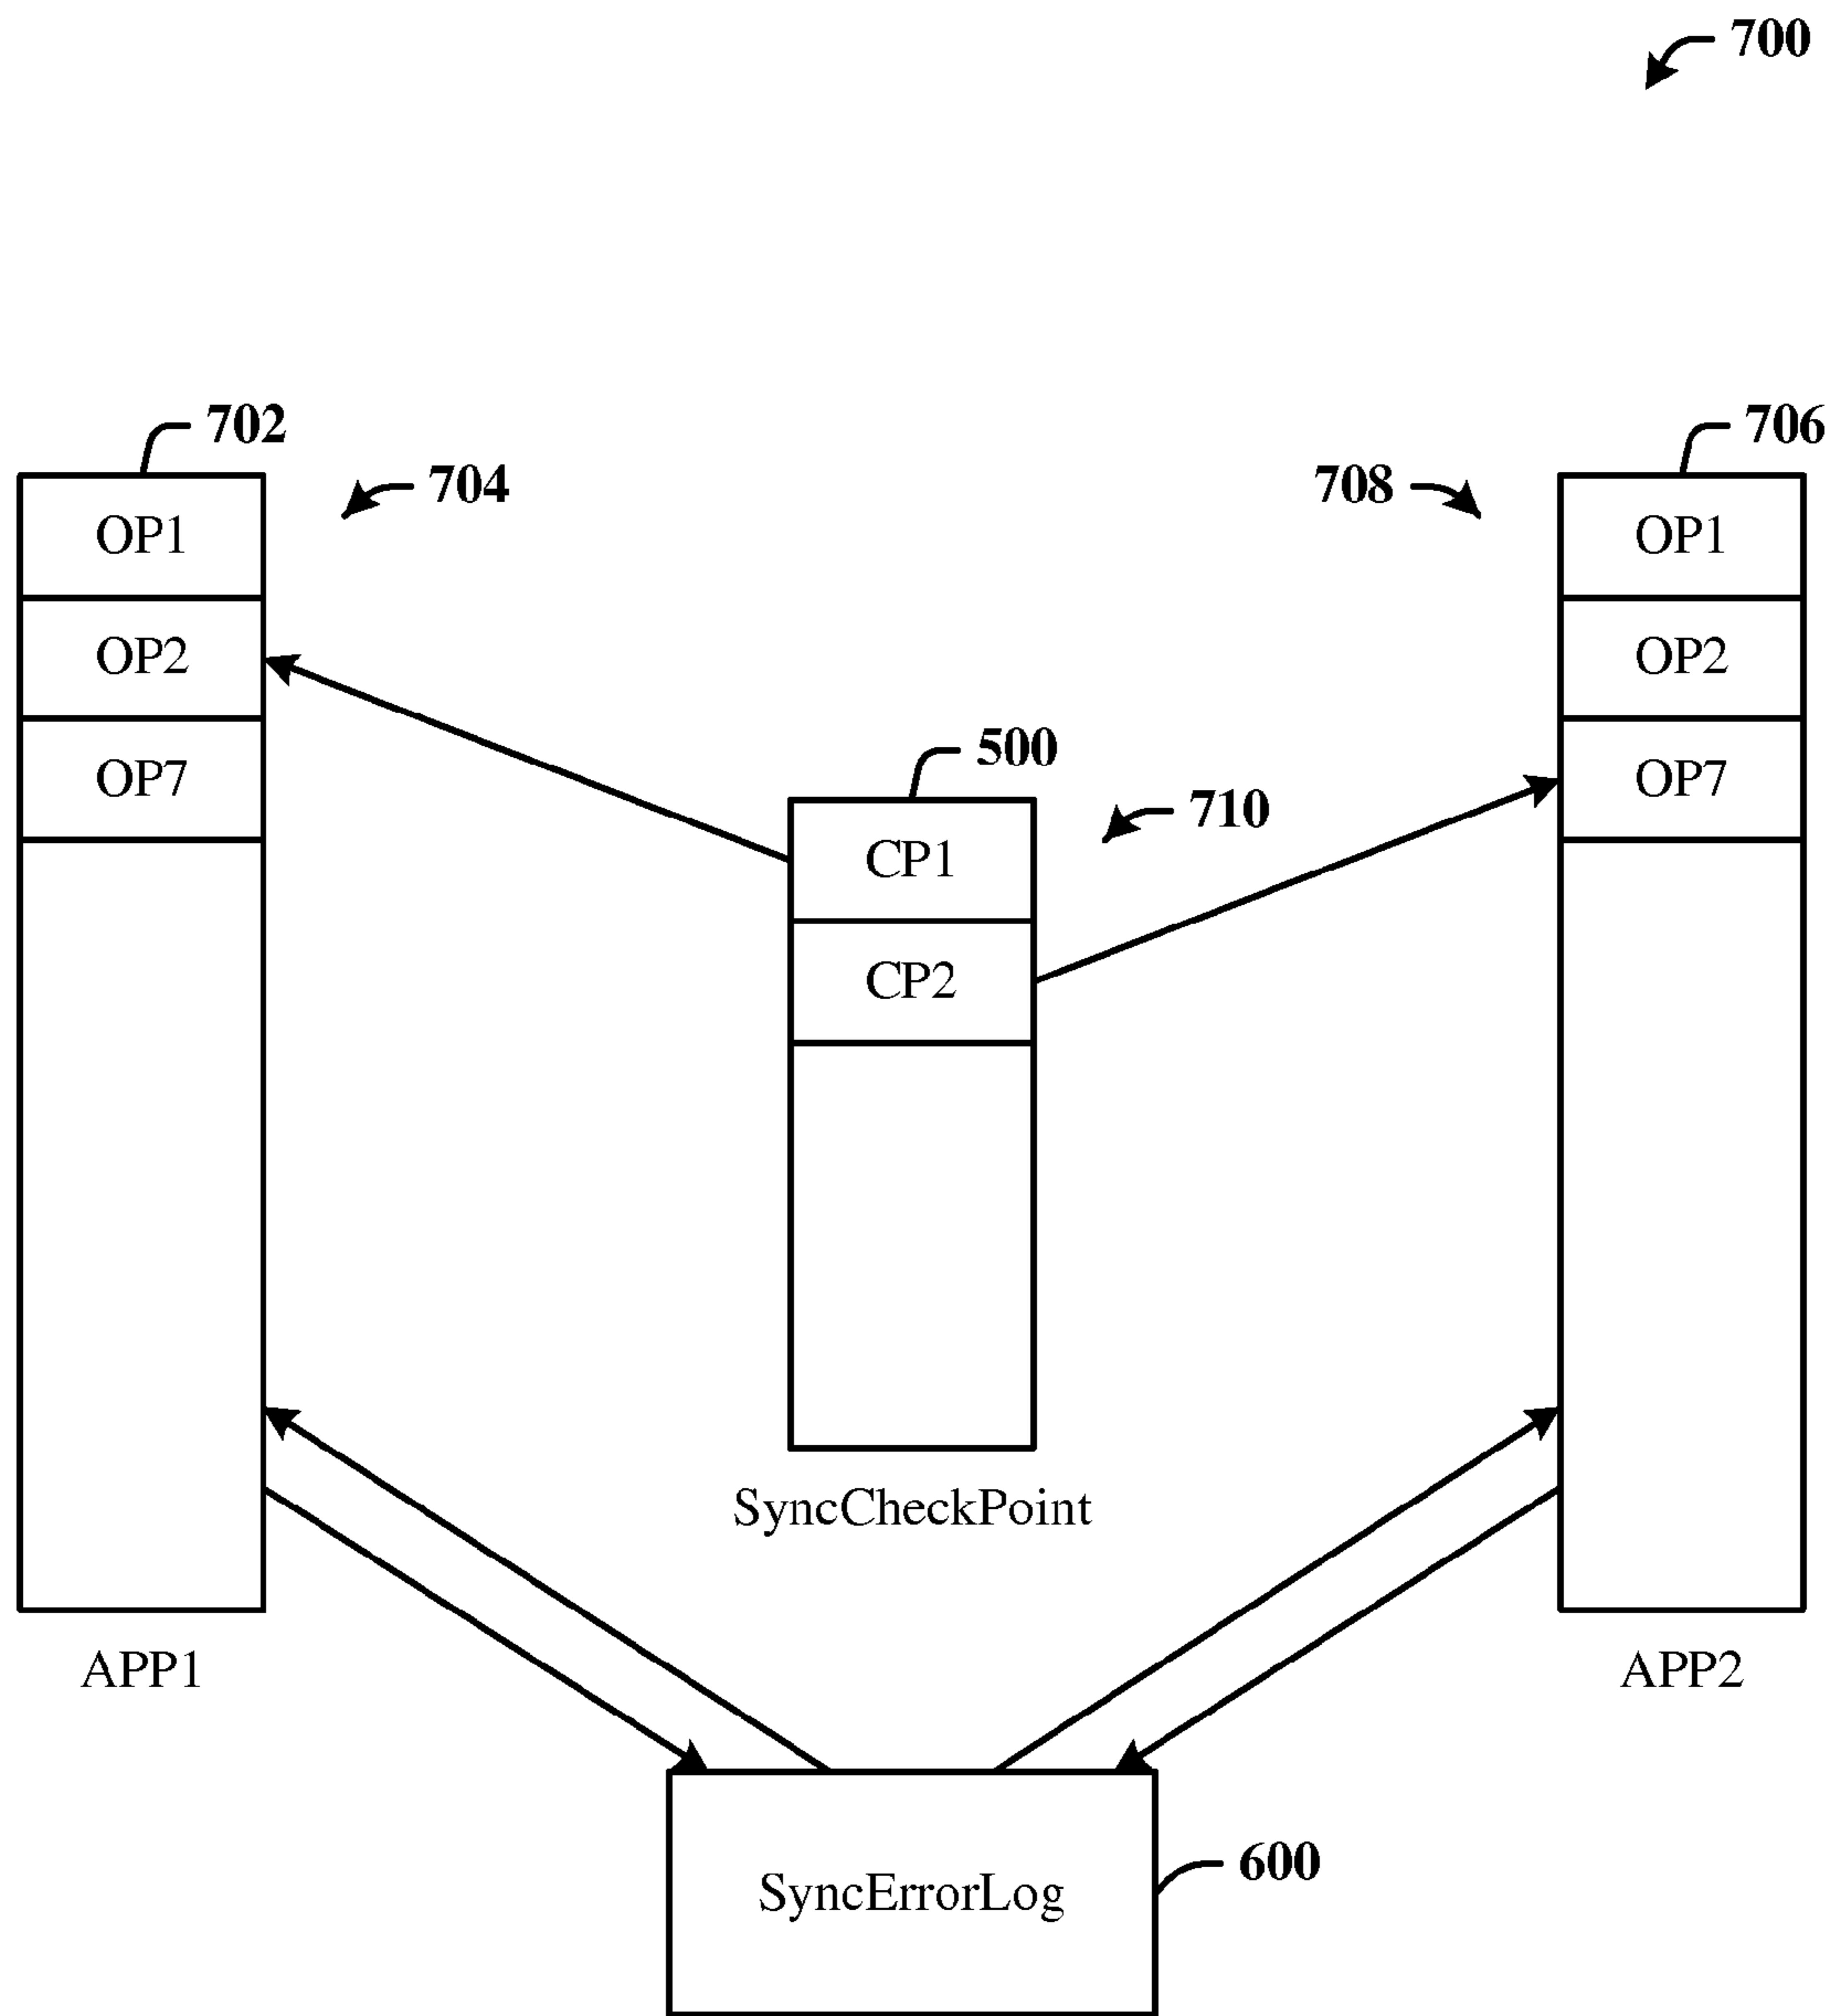 700
702
706
704
708
OP1
OP1
OP2
OP2
500
OP7
OP7
710
CP1
CP2
SyncCheckPoint
APP1
APP2
600
SyncErrorLog